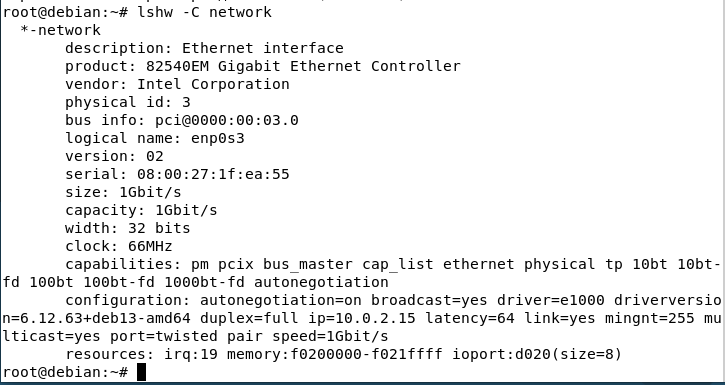 root@debian:~# lshw -C network
  *-network
       description: Ethernet interface
       product: 82540EM Gigabit Ethernet Controller
       vendor: Intel Corporation
       physical id: 3
       bus info: pci@0000:00:03.0
       logical name: enp0s3
       version: 02
       serial: 08:00:27:1f:ea:55
       size: 1Gbit/s
       capacity: 1Gbit/s
       width: 32 bits
       clock: 66MHz
       capabilities: pm pcix bus_master cap_list ethernet physical tp 10bt 10bt-
fd 100bt 100bt-fd 1000bt-fd autonegotiation
       configuration: autonegotiation=on broadcast=yes driver=e1000 driverversio
n=6.12.63+deb13-amd64 duplex=full ip=10.0.2.15 latency=64 link=yes mingnt=255 mu
lticast=yes port=twisted pair speed=1Gbit/s
       resources: irq:19 memory:f0200000-f021ffff ioport:d020(size=8)
root@debian:~#